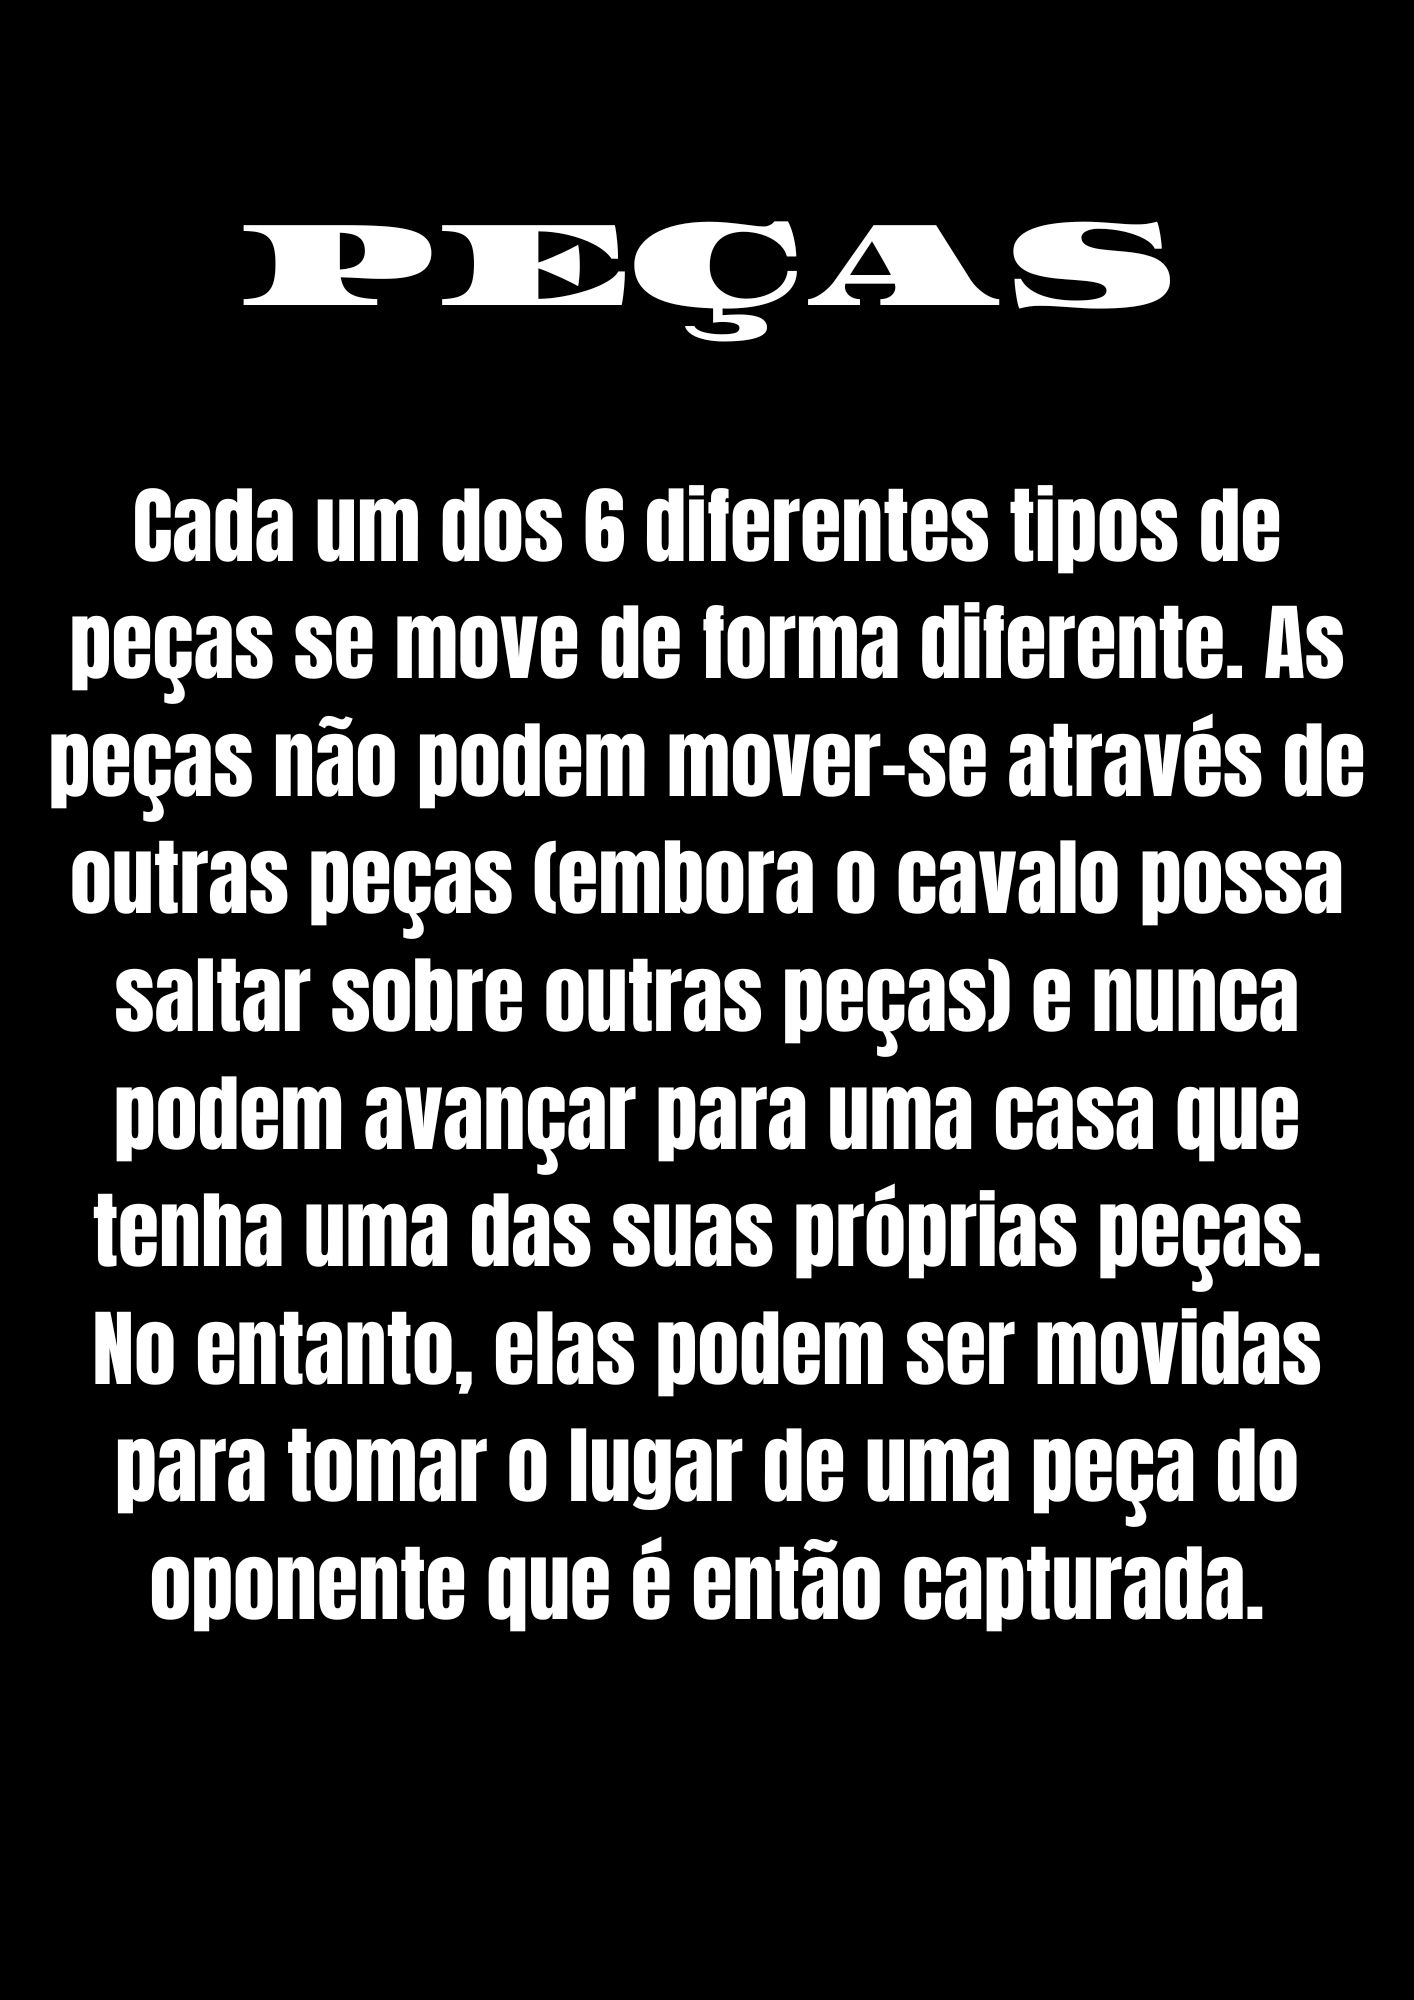 PEÇAS
Cada um dos 6 diferentes tipos de
peças se move de forma diferente. As
peças não podem mover-se através de
outras peças (embora o cavalo possa
saltar sobre outras peças) e nunca
podem avançar para uma casa que
tenha uma das suas próprias peças.
No entanto, elas podem ser movidas
para tomar o lugar de uma peça do
oponente que é então capturada.